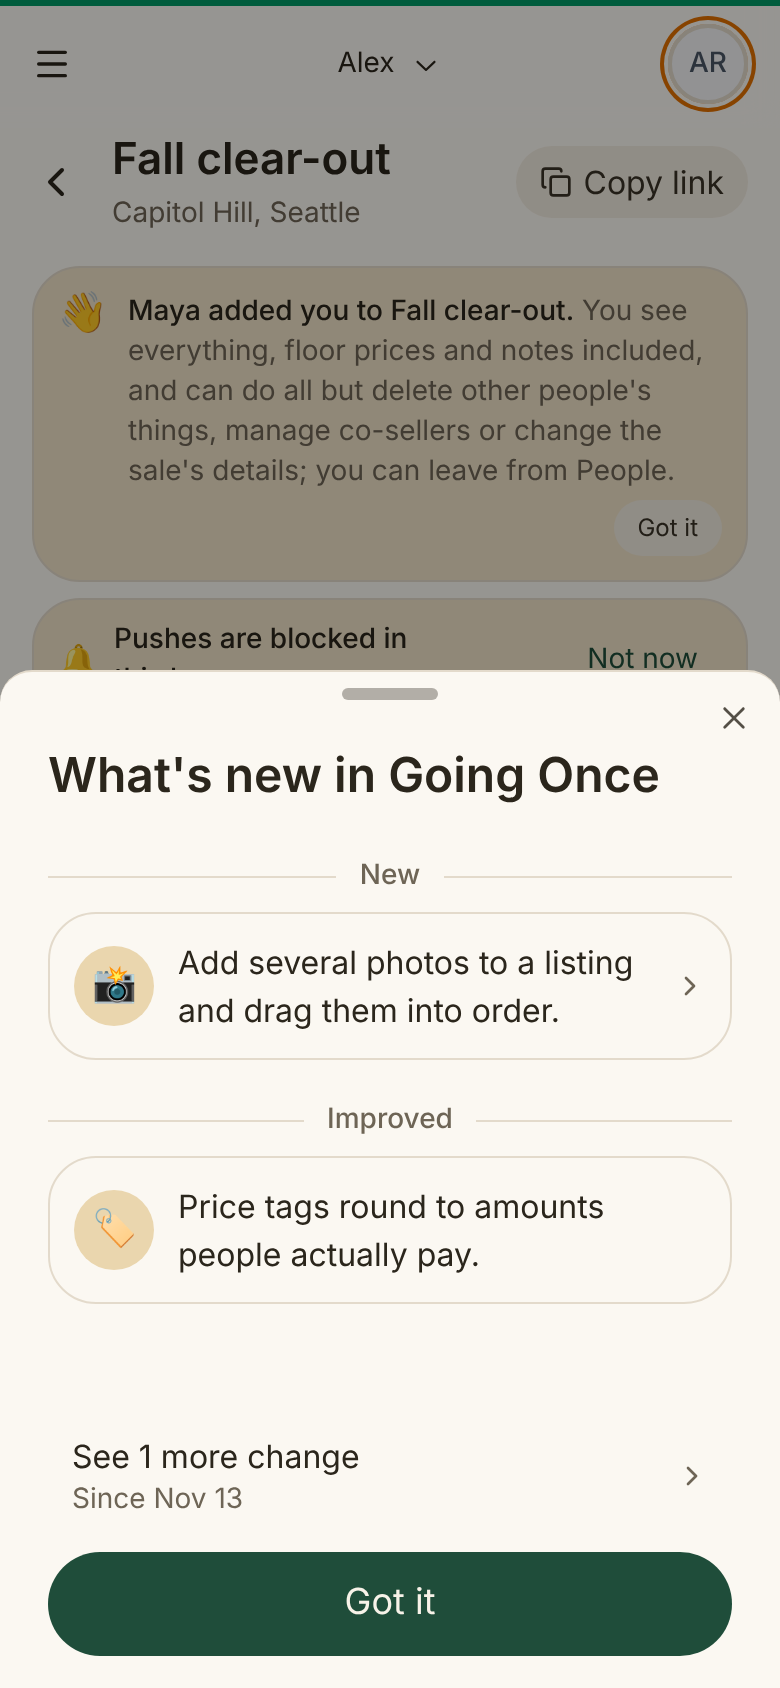 Alex
AR
Fall clear-out
Capitol Hill, Seattle
Copy link
Maya added you to Fall clear-out. You see
everything, floor prices and notes included,
and can do all but delete other people's
things, manage co-sellers or change the
sale's details; you can leave from People.
Got it
Pushes are blocked in
Not now
What's new in Going Once
New
Add several photos to a listing
and drag them into order.
Improved
Price tags round to amounts
people actually pay.
See 1 more change
Since Nov 13
Got it